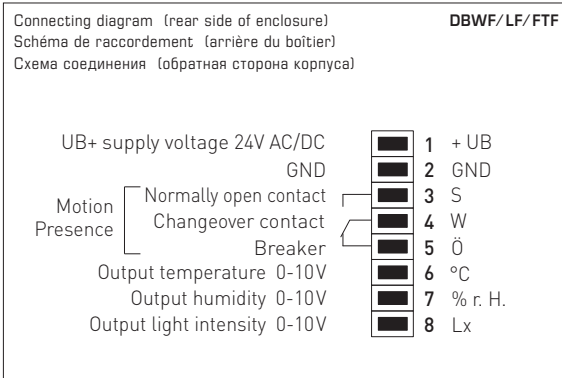 Connecting diagram (rear side of enclosure) DBWF/LF/FTF
Schéma de raccordement (arrière du boîtier)
Схема соединения (обратная сторона корпуса)
UB+ supply voltage 24V AC/DC 1 + UB
GND 2 GND
Motion Presence
Normally open contact 3 S
Changeover contact 4 W
Breaker 5 Ö
Output temperature 0-10V 6 °C
Output humidity 0-10V 7 % r. H.
Output light intensity 0-10V 8 Lx